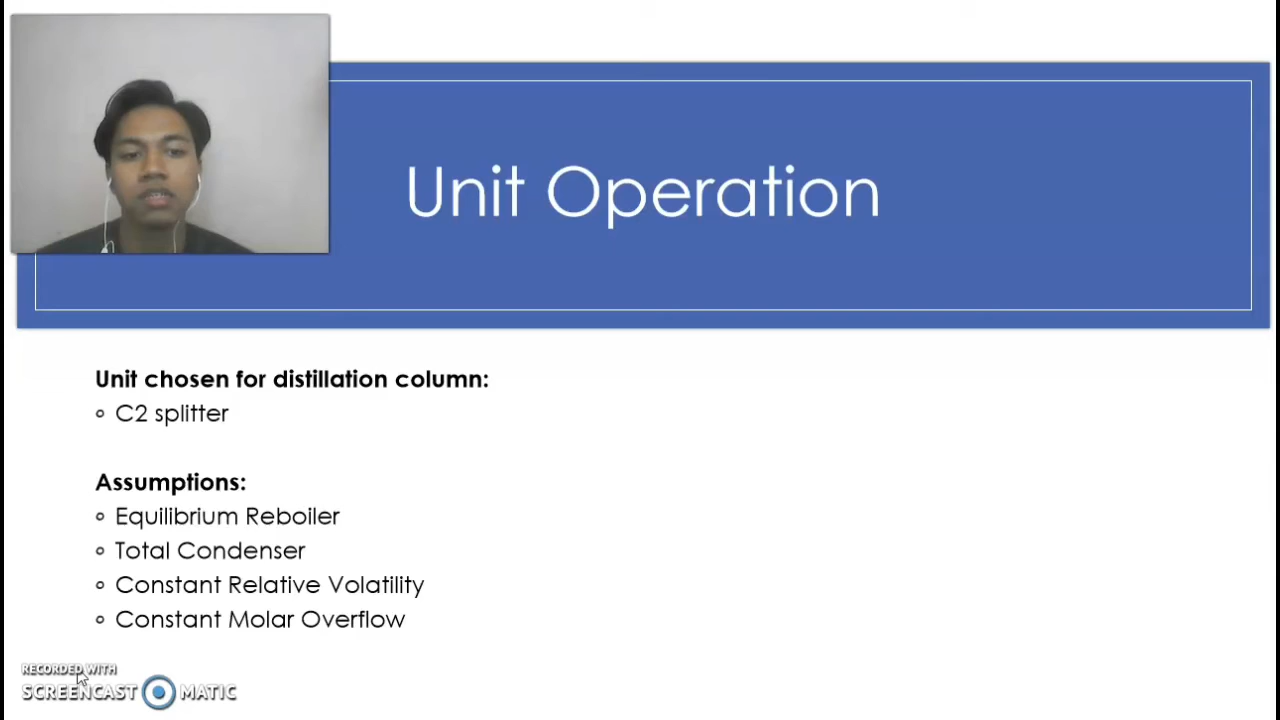 Unit Operation
Unit chosen for distillation column:
C2 splitter
Assumptions:
Equilibrium Reboiler
Total Condenser
Constant Relative Volatility
Constant Molar Overflow
RECORDED WITH
SCREENCAST MATIC